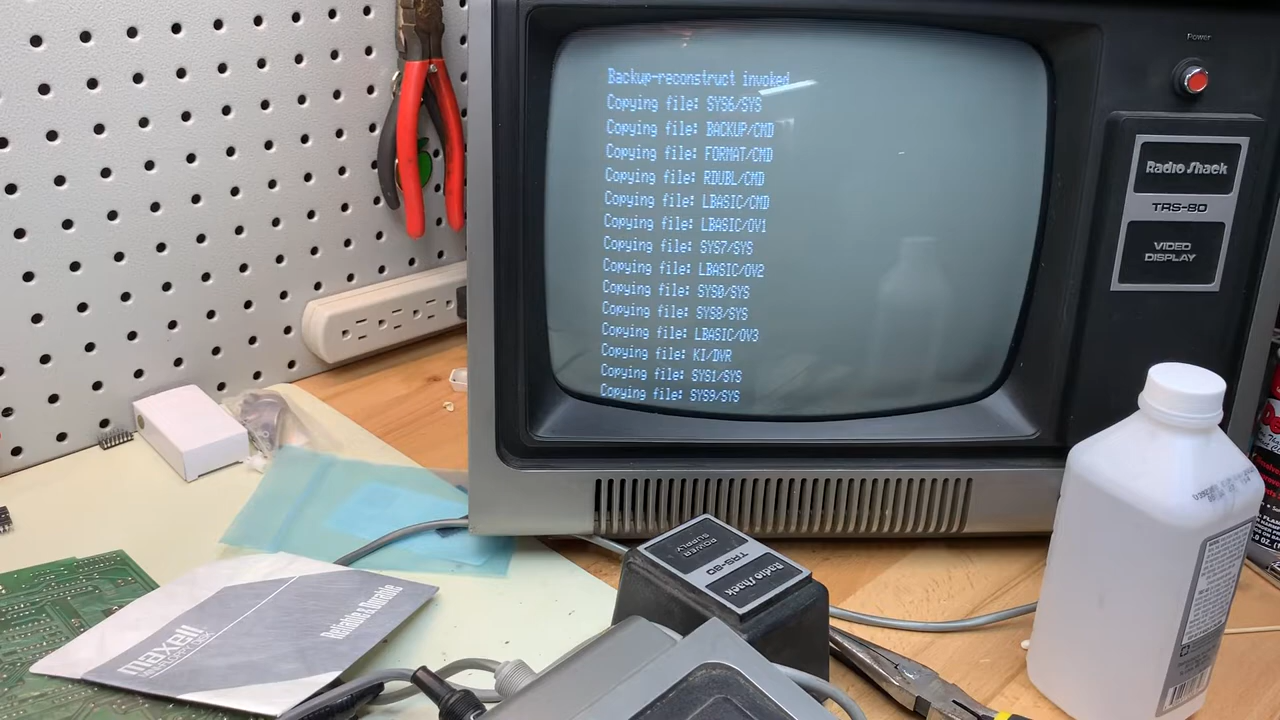 Backup-reconstruct invoked
Copying file: SYS6/SYS
Copying file: BACKUP/CMD
Copying file: FORMAT/CMD
Copying file: RDUBL/CMD
Copying file: LBASIC/CMD
Copying file: LBASIC/OV1
Copying file: SYS7/SYS
Copying file: LBASIC/OV2
Copying file: SYS0/SYS
Copying file: SYS8/SYS
Copying file: LBASIC/OV3
Copying file: KI/DVR
Copying file: SYS1/SYS
Copying file: SYS9/SYS
Power
Radio Shack
TRS-80
VIDEO
DISPLAY
POWER
SUPPLY
TRS-80
Radio Shack
maxell
Reliable & Durable